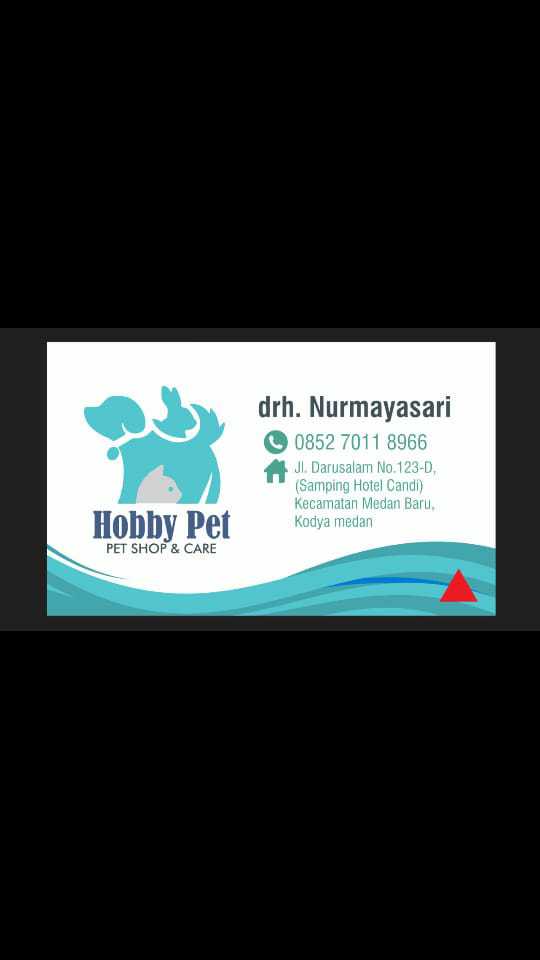 Hobby Pet
PET SHOP & CARE
drh. Nurmayasari
0852 7011 8966
Jl. Darusalam No.123-D,
(Samping Hotel Candi)
Kecamatan Medan Baru,
Kodya medan